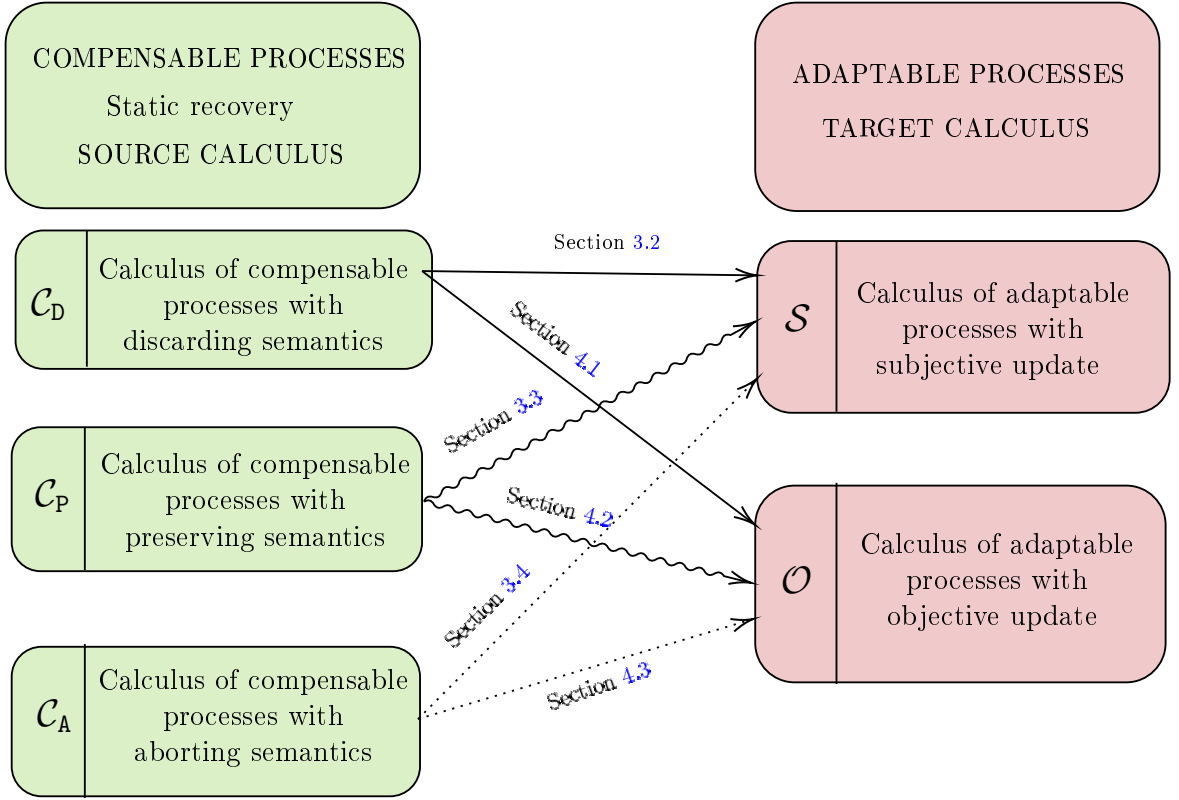 COMPENSABLE PROCESSES
Static recovery
SOURCE CALCULUS
ADAPTABLE PROCESSES
TARGET CALCULUS
𝒞_D
Calculus of compensable
processes with
discarding semantics
Section 3.2
Section 4.1
𝒮
Calculus of adaptable
processes with
subjective update
𝒞_P
Calculus of compensable
processes with
preserving semantics
Section 3.3
Section 4.2
𝒪
Calculus of adaptable
processes with
objective update
𝒞_A
Calculus of compensable
processes with
aborting semantics
Section 3.4
Section 4.3